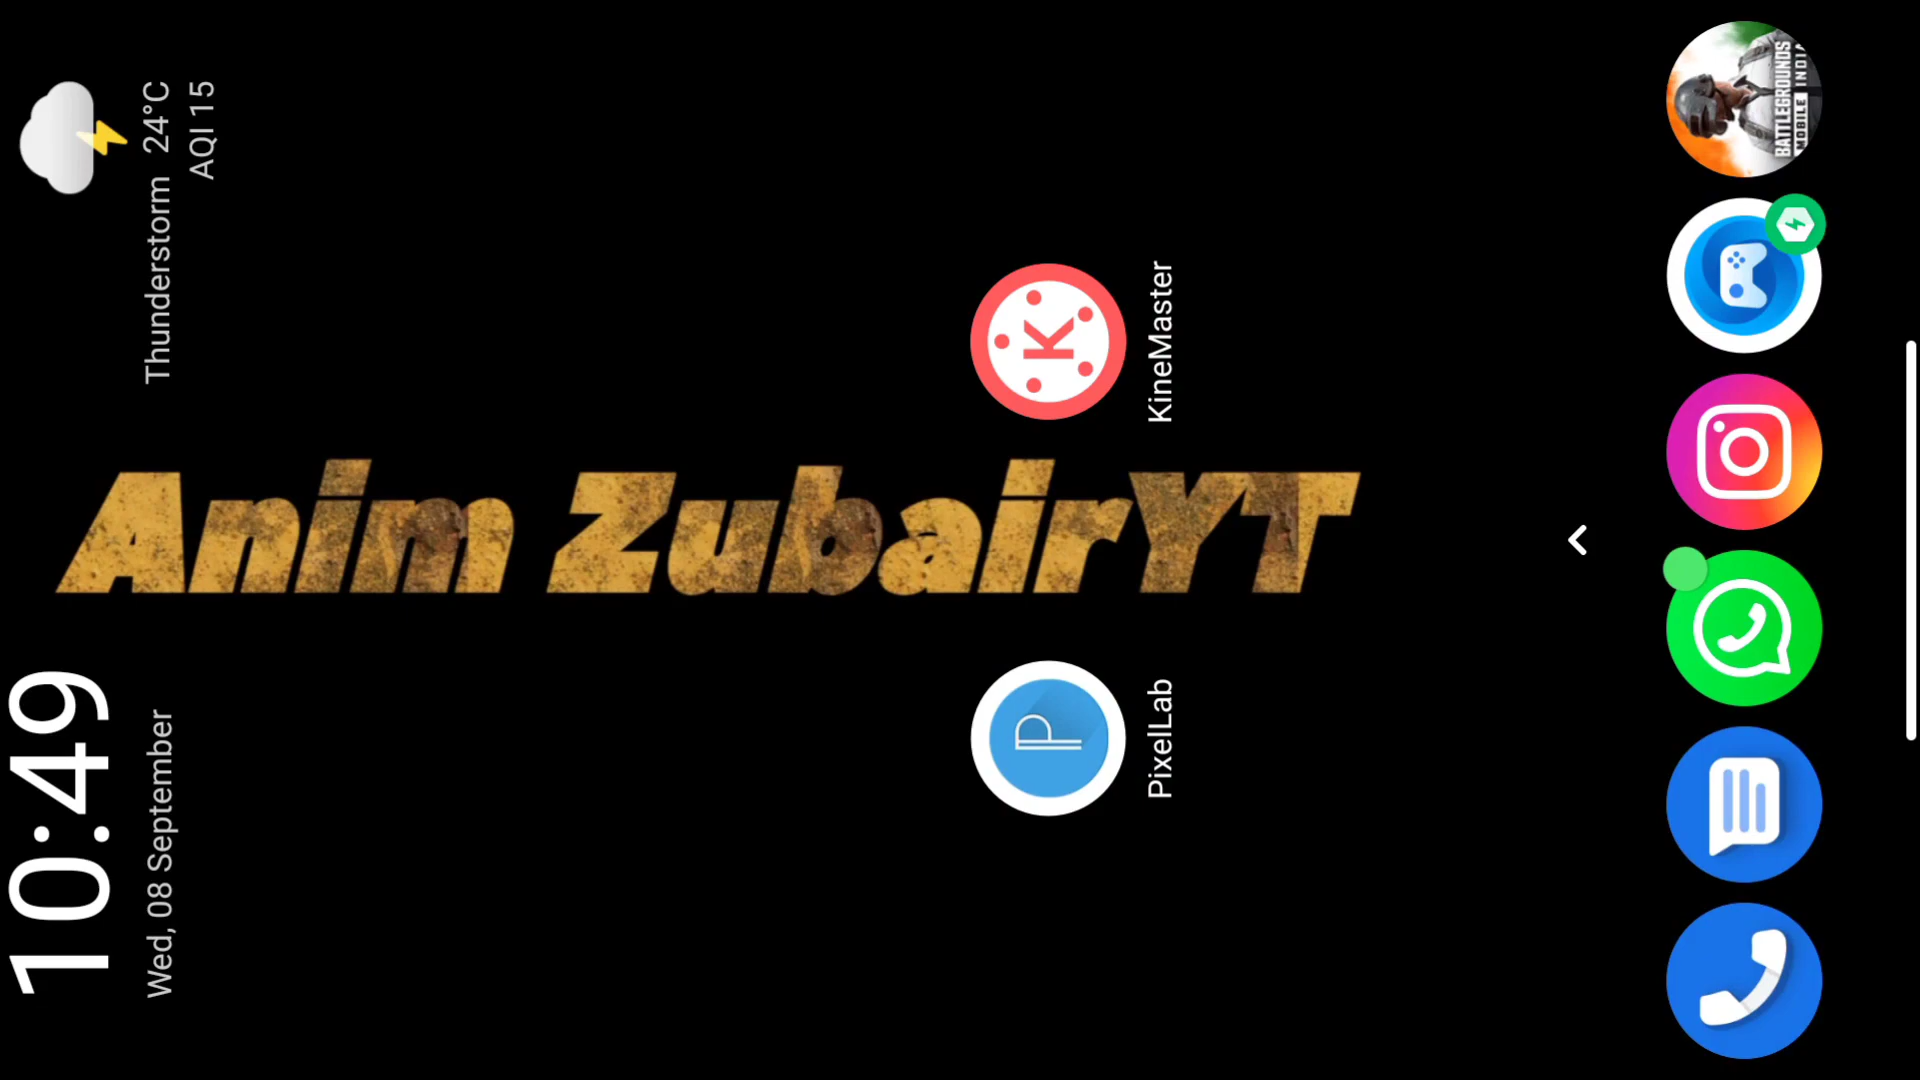 10:49
Wed, 08 September
Thunderstorm 24°C
AQI 15
Anim ZubairYT
PixelLab
KineMaster
K
P
BATTLEGROUNDS
MOBILE INDIA